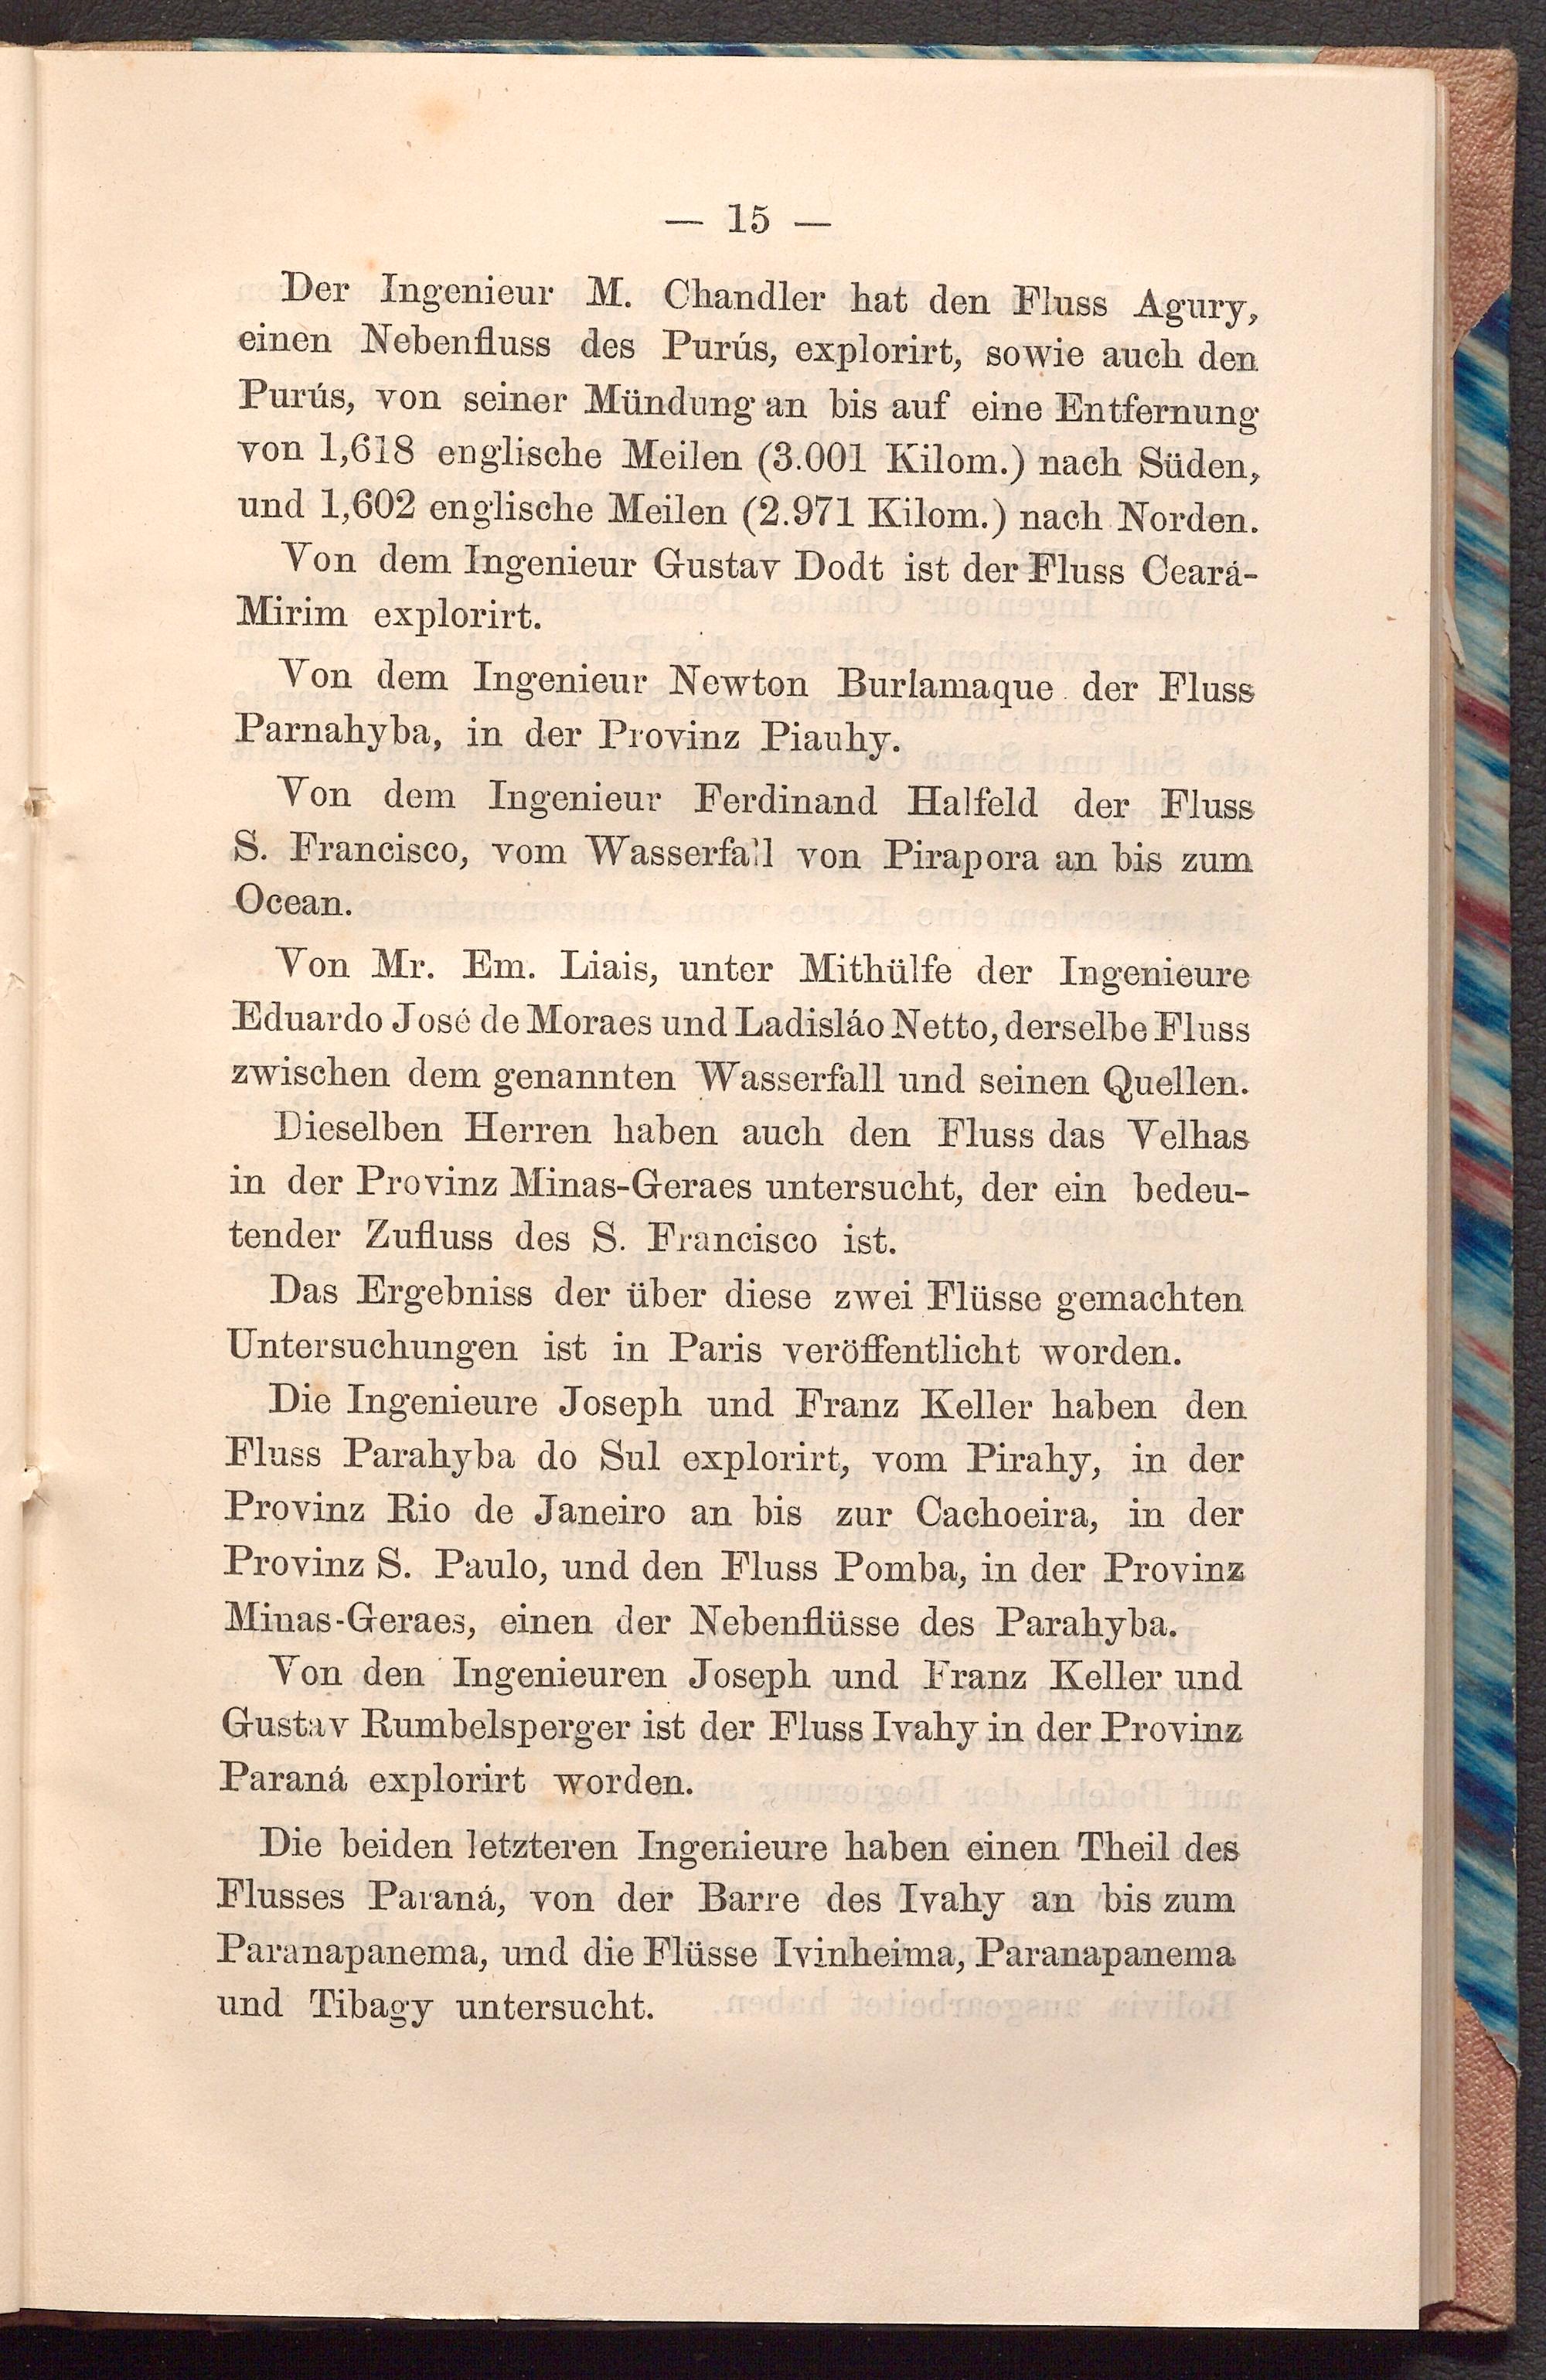 — 15 —
Der Ingenieur M. Chandler hat den Fluss Agury,
einen Nebenfluss des Purús, explorirt, sowie auch den
Purús, von seiner Mündung an bis auf eine Entfernung
von 1,618 englische Meilen (3.001 Kilom.) nach Süden,
und 1,602 englische Meilen (2.971 Kilom.) nach Norden.
Von dem Ingenieur Gustav Dodt ist der Fluss Ceará-
Mirim explorirt.
Von dem Ingenieur Newton Burlamaque der Fluss
Parnahyba, in der Provinz Piauhy.
Von dem Ingenieur Ferdinand Halfeld der Fluss
S. Francisco, vom Wasserfall von Pirapora an bis zum
Ocean.
Von Mr. Em. Liais, unter Mithülfe der Ingenieure
Eduardo José de Moraes und Ladisláo Netto, derselbe Fluss
zwischen dem genannten Wasserfall und seinen Quellen.
Dieselben Herren haben auch den Fluss das Velhas
in der Provinz Minas-Geraes untersucht, der ein bedeu-
tender Zufluss des S. Francisco ist.
Das Ergebniss der über diese zwei Flüsse gemachten
Untersuchungen ist in Paris veröffentlicht worden.
Die Ingenieure Joseph und Franz Keller haben den
Fluss Parahyba do Sul explorirt, vom Pirahy, in der
Provinz Rio de Janeiro an bis zur Cachoeira, in der
Provinz S. Paulo, und den Fluss Pomba, in der Provinz
Minas-Geraes, einen der Nebenflüsse des Parahyba.
Von den Ingenieuren Joseph und Franz Keller und
Gustav Rumbelsperger ist der Fluss Ivahy in der Provinz
Paraná explorirt worden.
Die beiden letzteren Ingenieure haben einen Theil des
Flusses Paraná, von der Barre des Ivahy an bis zum
Paranapanema, und die Flüsse Ivinheima, Paranapanema
und Tibagy untersucht.